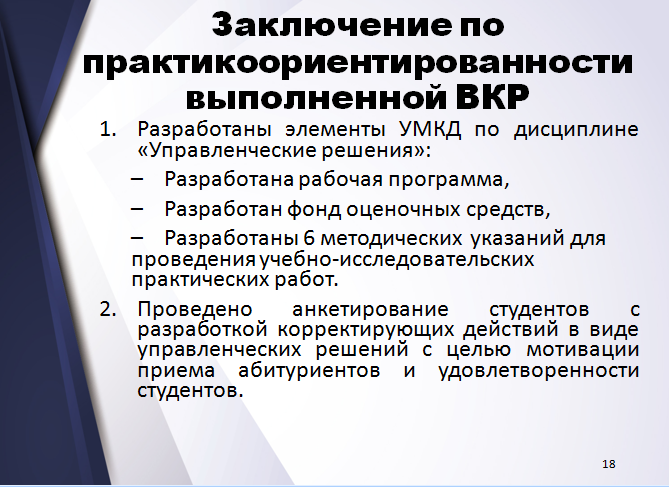 Заключение по
практикоориентированности
выполненной ВКР
1. Разработаны элементы УМКД по дисциплине
«Управленческие решения»:
– Разработана рабочая программа,
– Разработан фонд оценочных средств,
– Разработаны 6 методических указаний для
проведения учебно-исследовательских
практических работ.
2. Проведено анкетирование студентов с
разработкой корректирующих действий в виде
управленческих решений с целью мотивации
приема абитуриентов и удовлетворенности
студентов.
18